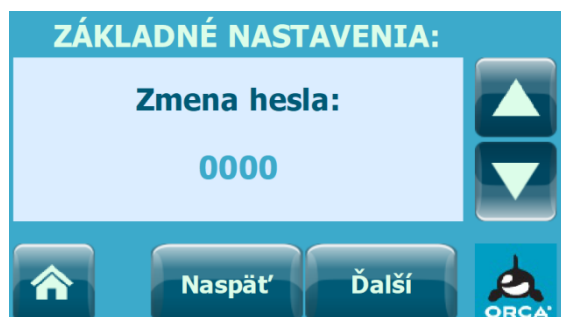 ZÁKLADNÉ NASTAVENIA:
Zmena hesla:
0000
Naspäť Ďalší
ORCA